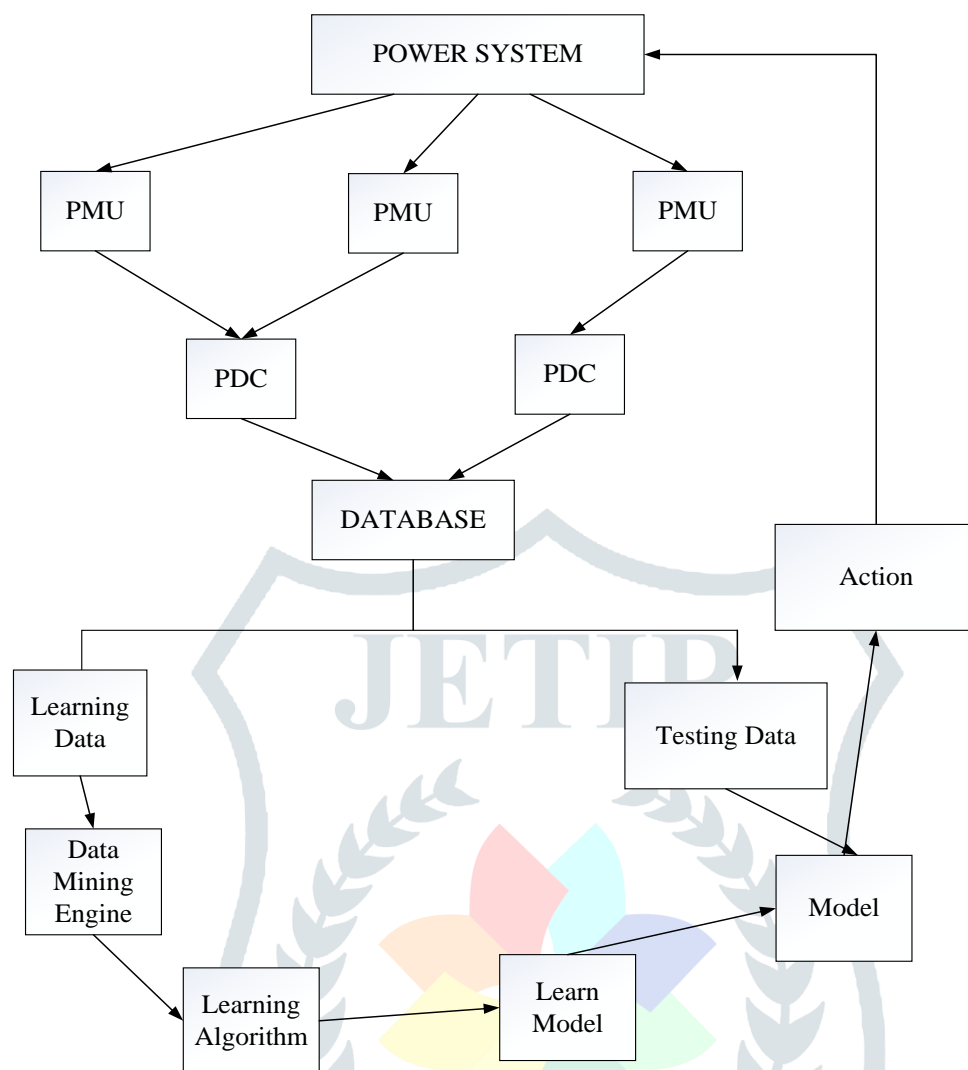 POWER SYSTEM
PMU
PMU
PMU
PDC
PDC
DATABASE
Action
JETIR
Learning
Data
Testing Data
Data
Mining
Engine
Model
Learning
Algorithm
Learn
Model